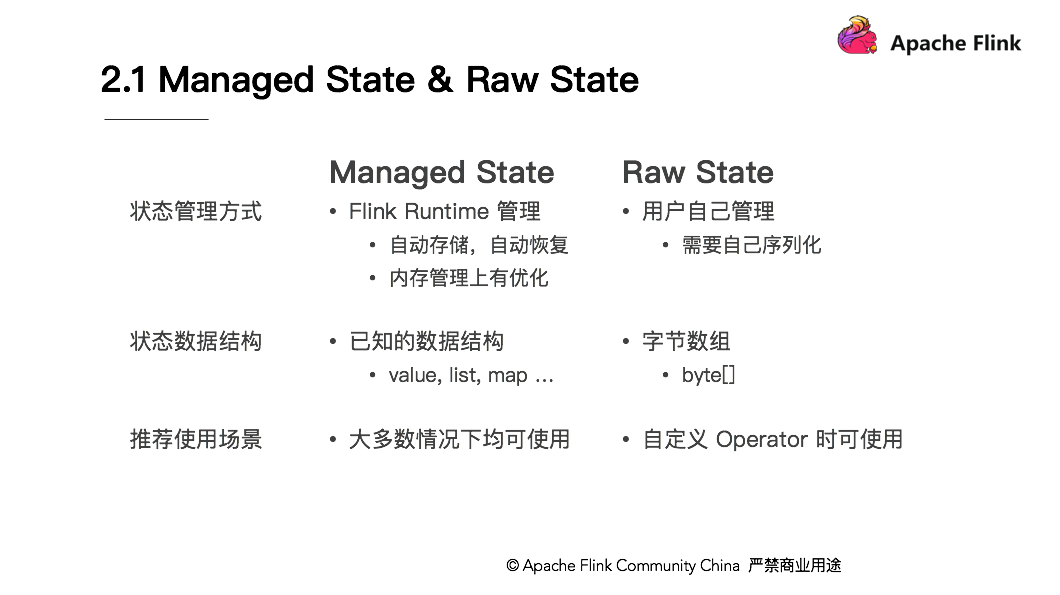 Apache Flink
2.1 Managed State & Raw State
Managed State Raw State
状态管理方式 • Flink Runtime 管理 • 用户自己管理
• 自动存储，自动恢复 • 需要自己序列化
• 内存管理上有优化
状态数据结构 • 已知的数据结构 • 字节数组
• value, list, map … • byte[]
推荐使用场景 • 大多数情况下均可使用 • 自定义 Operator 时可使用
© Apache Flink Community China 严禁商业用途